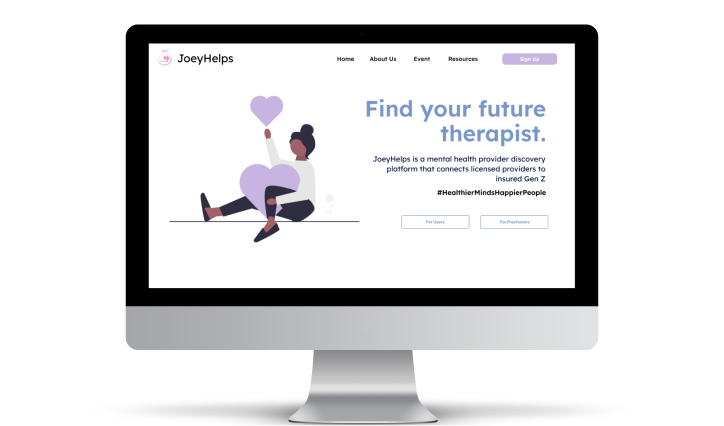 JoeyHelps
Home About Us Event Resources Sign Up
Find your future
therapist.
JoeyHelps is a mental health provider discovery
platform that connects licensed providers to
insured Gen Z
#HealthierMindsHappierPeople
For Users For Practitioners